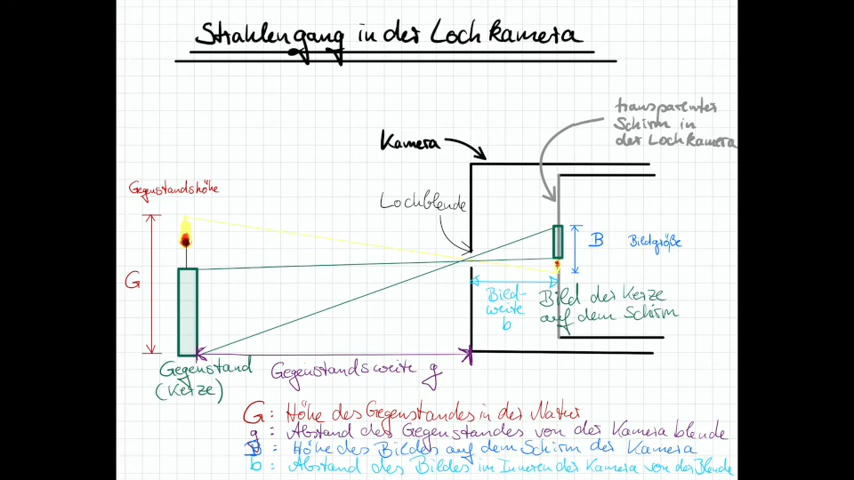 Strahlengang in der Lochkamera
transparenter
Schirm in
der Lochkamera
Kamera
Gegenstandshöhe
Lochblende
B Bildgröße
G
Bild-
weite
b
Bild der Kerze
auf dem Schirm
Gegenstand
(Kerze)
Gegenstandsweite g
G: Höhe des Gegenstandes in der Natur
g: Abstand des Gegenstandes von der Kamerablende
B: Höhe des Bildes auf dem Schirm der Kamera
b: Abstand des Bildes im Inneren der Kamera von der Blende